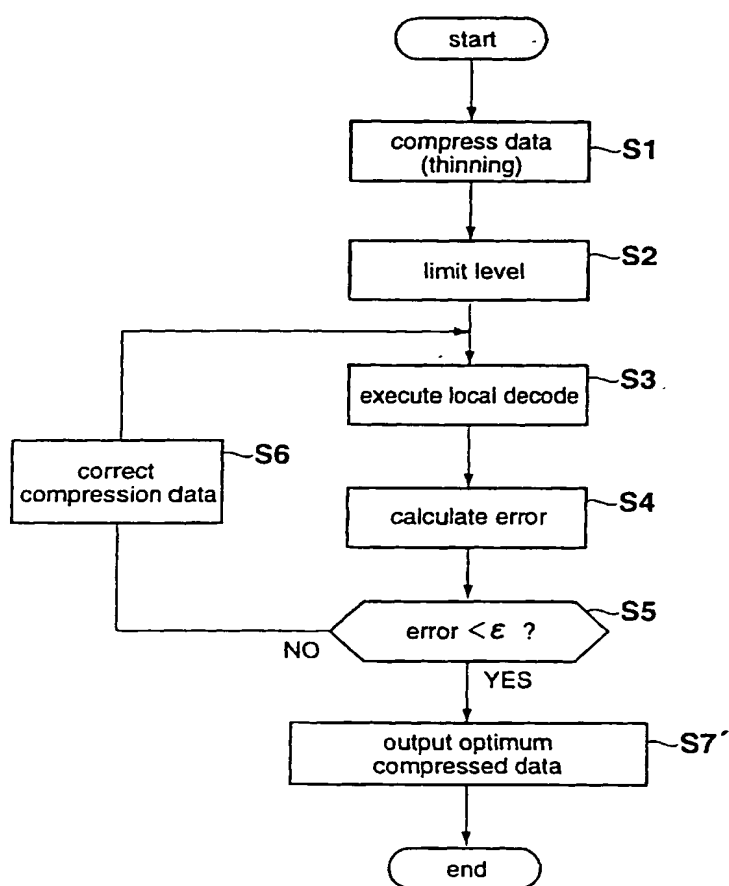 start
compress data
(thinning)
S1
limit level
S2
execute local decode
S3
correct
compression data
S6
calculate error
S4
error < ε ?
S5
NO
YES
output optimum
compressed data
S7´
end